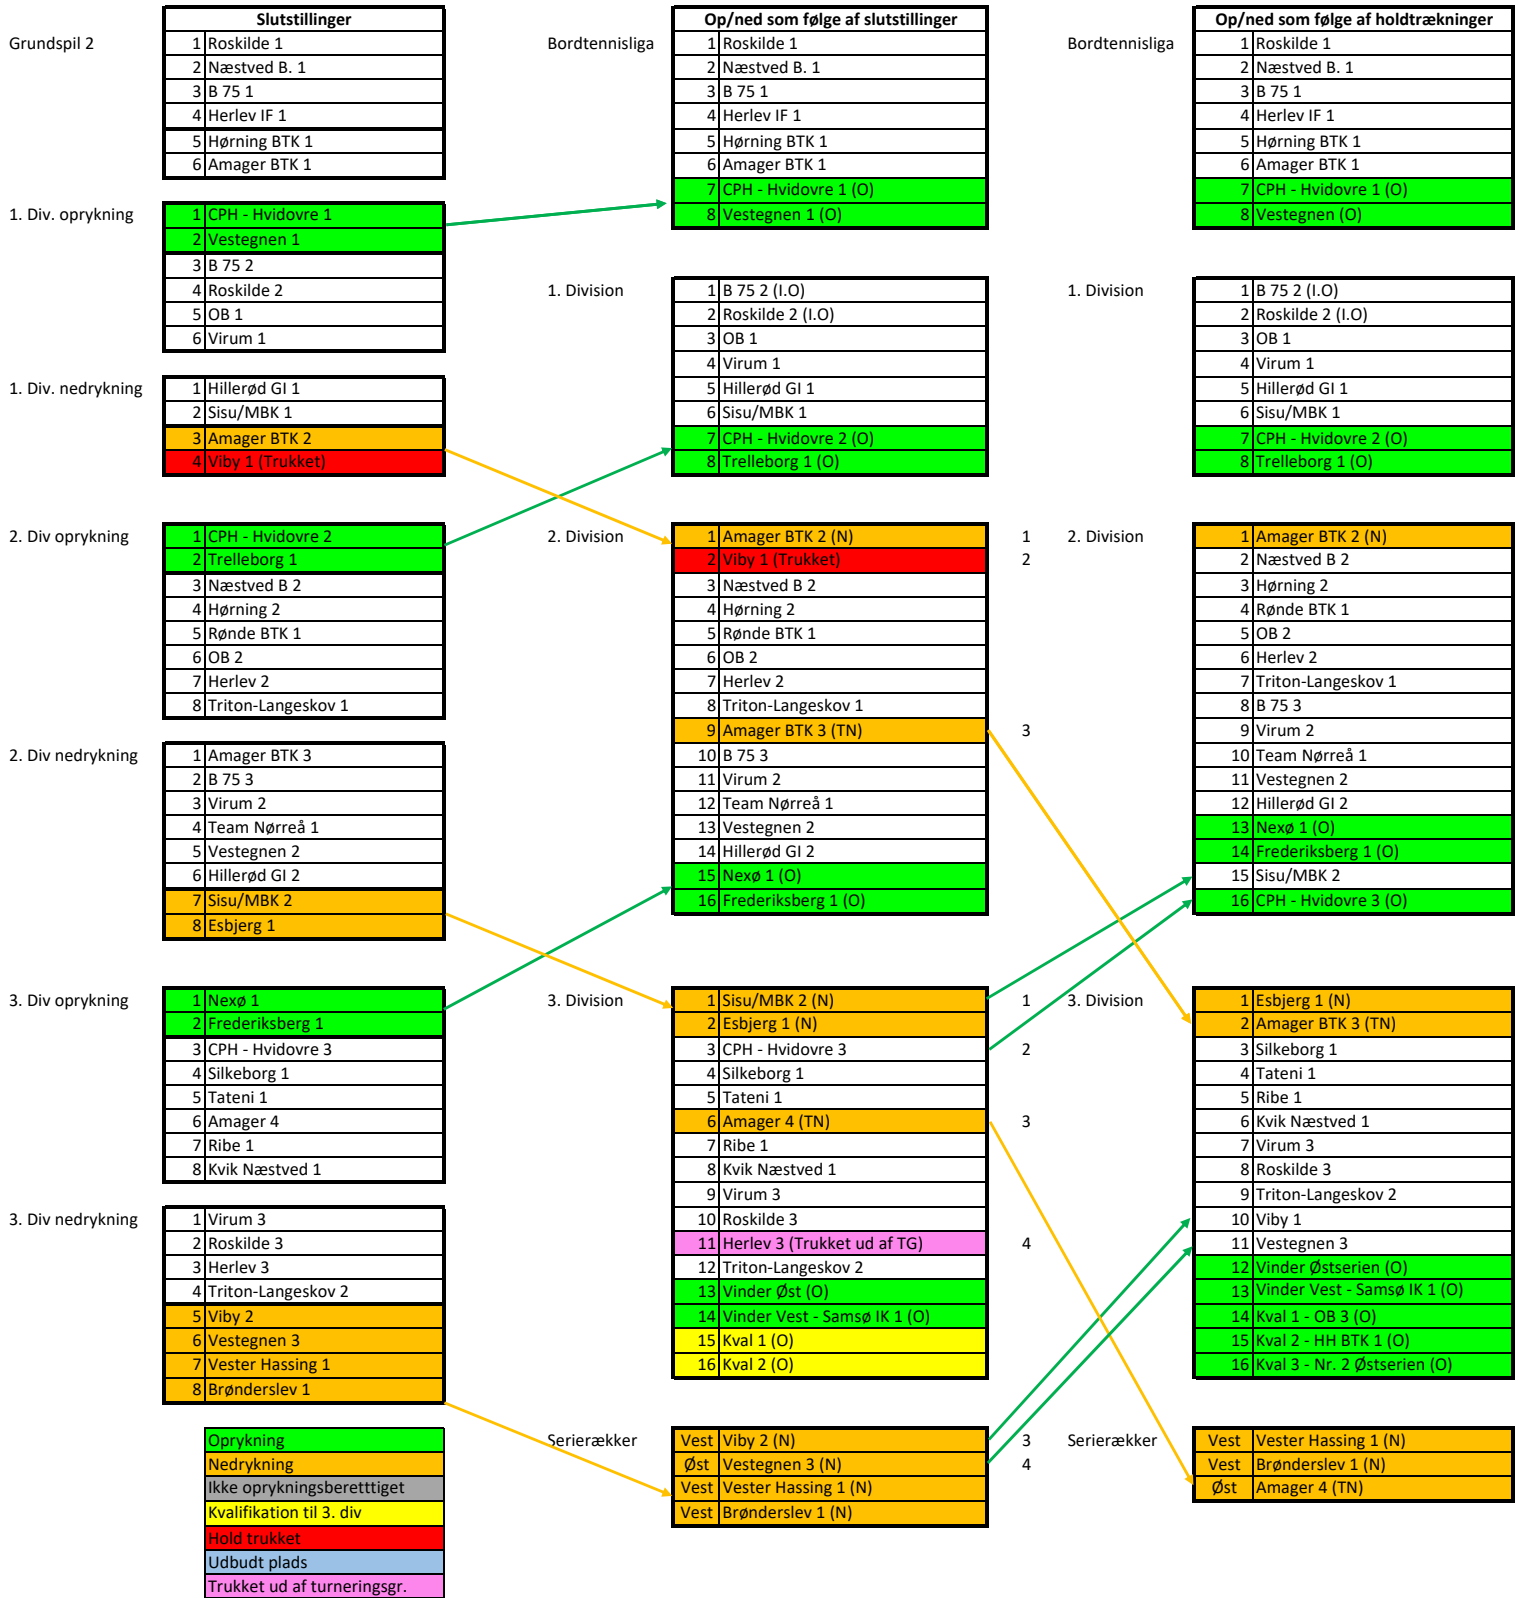 Slutstillinger
Grundspil 2
1 Roskilde 1
2 Næstved B. 1
3 B 75 1
4 Herlev IF 1
5 Hørning BTK 1
6 Amager BTK 1
1. Div. oprykning
1 CPH - Hvidovre 1
2 Vestegnen 1
3 B 75 2
4 Roskilde 2
5 OB 1
6 Virum 1
1. Div. nedrykning
1 Hillerød GI 1
2 Sisu/MBK 1
3 Amager BTK 2
4 Viby 1 (Trukket)
2. Div oprykning
1 CPH - Hvidovre 2
2 Trelleborg 1
3 Næstved B 2
4 Hørning 2
5 Rønde BTK 1
6 OB 2
7 Herlev 2
8 Triton-Langeskov 1
2. Div nedrykning
1 Amager BTK 3
2 B 75 3
3 Virum 2
4 Team Nørreå 1
5 Vestegnen 2
6 Hillerød GI 2
7 Sisu/MBK 2
8 Esbjerg 1
3. Div oprykning
1 Nexø 1
2 Frederiksberg 1
3 CPH - Hvidovre 3
4 Silkeborg 1
5 Tateni 1
6 Amager 4
7 Ribe 1
8 Kvik Næstved 1
3. Div nedrykning
1 Virum 3
2 Roskilde 3
3 Herlev 3
4 Triton-Langeskov 2
5 Viby 2
6 Vestegnen 3
7 Vester Hassing 1
8 Brønderslev 1
Oprykning
Nedrykning
Ikke oprykningsberetttiget
Kvalifikation til 3. div
Hold trukket
Udbudt plads
Trukket ud af turneringsgr.
Op/ned som følge af slutstillinger
Bordtennisliga
1 Roskilde 1
2 Næstved B. 1
3 B 75 1
4 Herlev IF 1
5 Hørning BTK 1
6 Amager BTK 1
7 CPH - Hvidovre 1 (O)
8 Vestegnen 1 (O)
1. Division
1 B 75 2 (I.O)
2 Roskilde 2 (I.O)
3 OB 1
4 Virum 1
5 Hillerød GI 1
6 Sisu/MBK 1
7 CPH - Hvidovre 2 (O)
8 Trelleborg 1 (O)
2. Division
1 Amager BTK 2 (N) 1
2 Viby 1 (Trukket) 2
3 Næstved B 2
4 Hørning 2
5 Rønde BTK 1
6 OB 2
7 Herlev 2
8 Triton-Langeskov 1
9 Amager BTK 3 (TN) 3
10 B 75 3
11 Virum 2
12 Team Nørreå 1
13 Vestegnen 2
14 Hillerød GI 2
15 Nexø 1 (O)
16 Frederiksberg 1 (O)
3. Division
1 Sisu/MBK 2 (N) 1
2 Esbjerg 1 (N)
3 CPH - Hvidovre 3 2
4 Silkeborg 1
5 Tateni 1
6 Amager 4 (TN) 3
7 Ribe 1
8 Kvik Næstved 1
9 Virum 3
10 Roskilde 3
11 Herlev 3 (Trukket ud af TG) 4
12 Triton-Langeskov 2
13 Vinder Øst (O)
14 Vinder Vest - Samsø IK 1 (O)
15 Kval 1 (O)
16 Kval 2 (O)
Serierækker
Vest Viby 2 (N) 3
Øst Vestegnen 3 (N) 4
Vest Vester Hassing 1 (N)
Vest Brønderslev 1 (N)
Op/ned som følge af holdtrækninger
Bordtennisliga
1 Roskilde 1
2 Næstved B. 1
3 B 75 1
4 Herlev IF 1
5 Hørning BTK 1
6 Amager BTK 1
7 CPH - Hvidovre 1 (O)
8 Vestegnen (O)
1. Division
1 B 75 2 (I.O)
2 Roskilde 2 (I.O)
3 OB 1
4 Virum 1
5 Hillerød GI 1
6 Sisu/MBK 1
7 CPH - Hvidovre 2 (O)
8 Trelleborg 1 (O)
2. Division
1 Amager BTK 2 (N)
2 Næstved B 2
3 Hørning 2
4 Rønde BTK 1
5 OB 2
6 Herlev 2
7 Triton-Langeskov 1
8 B 75 3
9 Virum 2
10 Team Nørreå 1
11 Vestegnen 2
12 Hillerød GI 2
13 Nexø 1 (O)
14 Frederiksberg 1 (O)
15 Sisu/MBK 2
16 CPH - Hvidovre 3 (O)
3. Division
1 Esbjerg 1 (N)
2 Amager BTK 3 (TN)
3 Silkeborg 1
4 Tateni 1
5 Ribe 1
6 Kvik Næstved 1
7 Virum 3
8 Roskilde 3
9 Triton-Langeskov 2
10 Viby 1
11 Vestegnen 3
12 Vinder Østserien (O)
13 Vinder Vest - Samsø IK 1 (O)
14 Kval 1 - OB 3 (O)
15 Kval 2 - HH BTK 1 (O)
16 Kval 3 - Nr. 2 Østserien (O)
Serierækker
Vest Vester Hassing 1 (N)
Vest Brønderslev 1 (N)
Øst Amager 4 (TN)